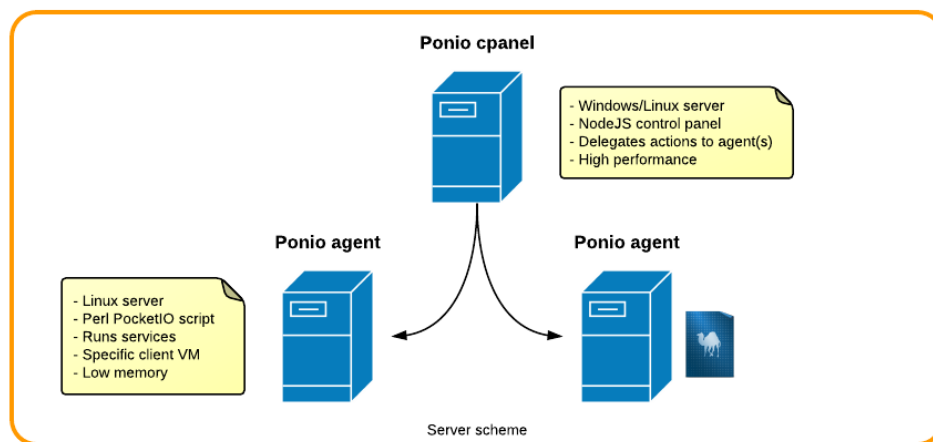 Ponio cpanel
- Windows/Linux server
- NodeJS control panel
- Delegates actions to agent(s)
- High performance
Ponio agent
Ponio agent
- Linux server
- Perl PocketIO script
- Runs services
- Specific client VM
- Low memory
Server scheme